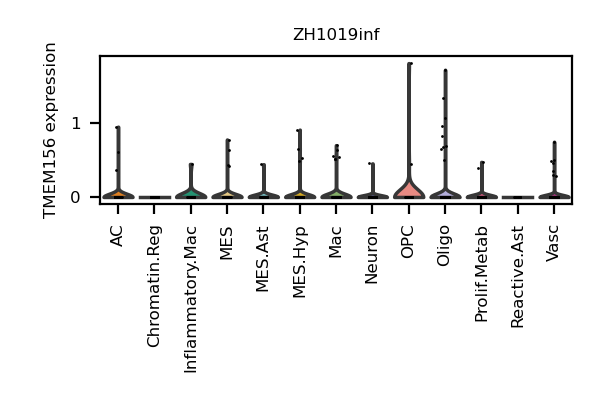 ZH1019inf
TMEM156 expression
1
0
AC
Chromatin.Reg
Inflammatory.Mac
MES
MES.Ast
MES.Hyp
Mac
Neuron
OPC
Oligo
Prolif.Metab
Reactive.Ast
Vasc